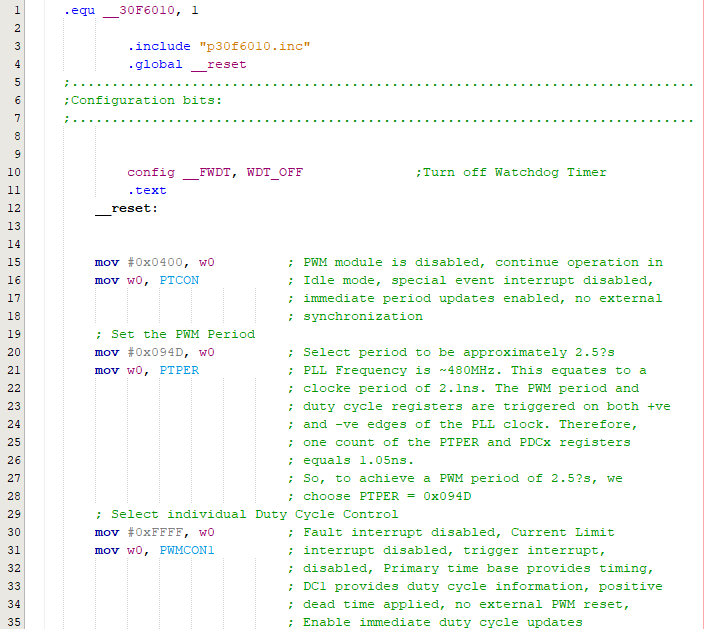 1 .equ __30F6010, 1
2
3 .include "p30f6010.inc"
4 .global __reset
5 ;..............................................................................
6 ;Configuration bits:
7 ;..............................................................................
8
9
10 config __FWDT, WDT_OFF ;Turn off Watchdog Timer
11 .text
12 __reset:
13
14
15 mov #0x0400, w0 ; PWM module is disabled, continue operation in
16 mov w0, PTCON ; Idle mode, special event interrupt disabled,
17 ; immediate period updates enabled, no external
18 ; synchronization
19 ; Set the PWM Period
20 mov #0x094D, w0 ; Select period to be approximately 2.5?s
21 mov w0, PTPER ; PLL Frequency is ~480MHz. This equates to a
22 ; clocke period of 2.1ns. The PWM period and
23 ; duty cycle registers are triggered on both +ve
24 ; and -ve edges of the PLL clock. Therefore,
25 ; one count of the PTPER and PDCx registers
26 ; equals 1.05ns.
27 ; So, to achieve a PWM period of 2.5?s, we
28 ; choose PTPER = 0x094D
29 ; Select individual Duty Cycle Control
30 mov #0xFFFF, w0 ; Fault interrupt disabled, Current Limit
31 mov w0, PWMCON1 ; interrupt disabled, trigger interrupt,
32 ; disabled, Primary time base provides timing,
33 ; DC1 provides duty cycle information, positive
34 ; dead time applied, no external PWM reset,
35 ; Enable immediate duty cycle updates